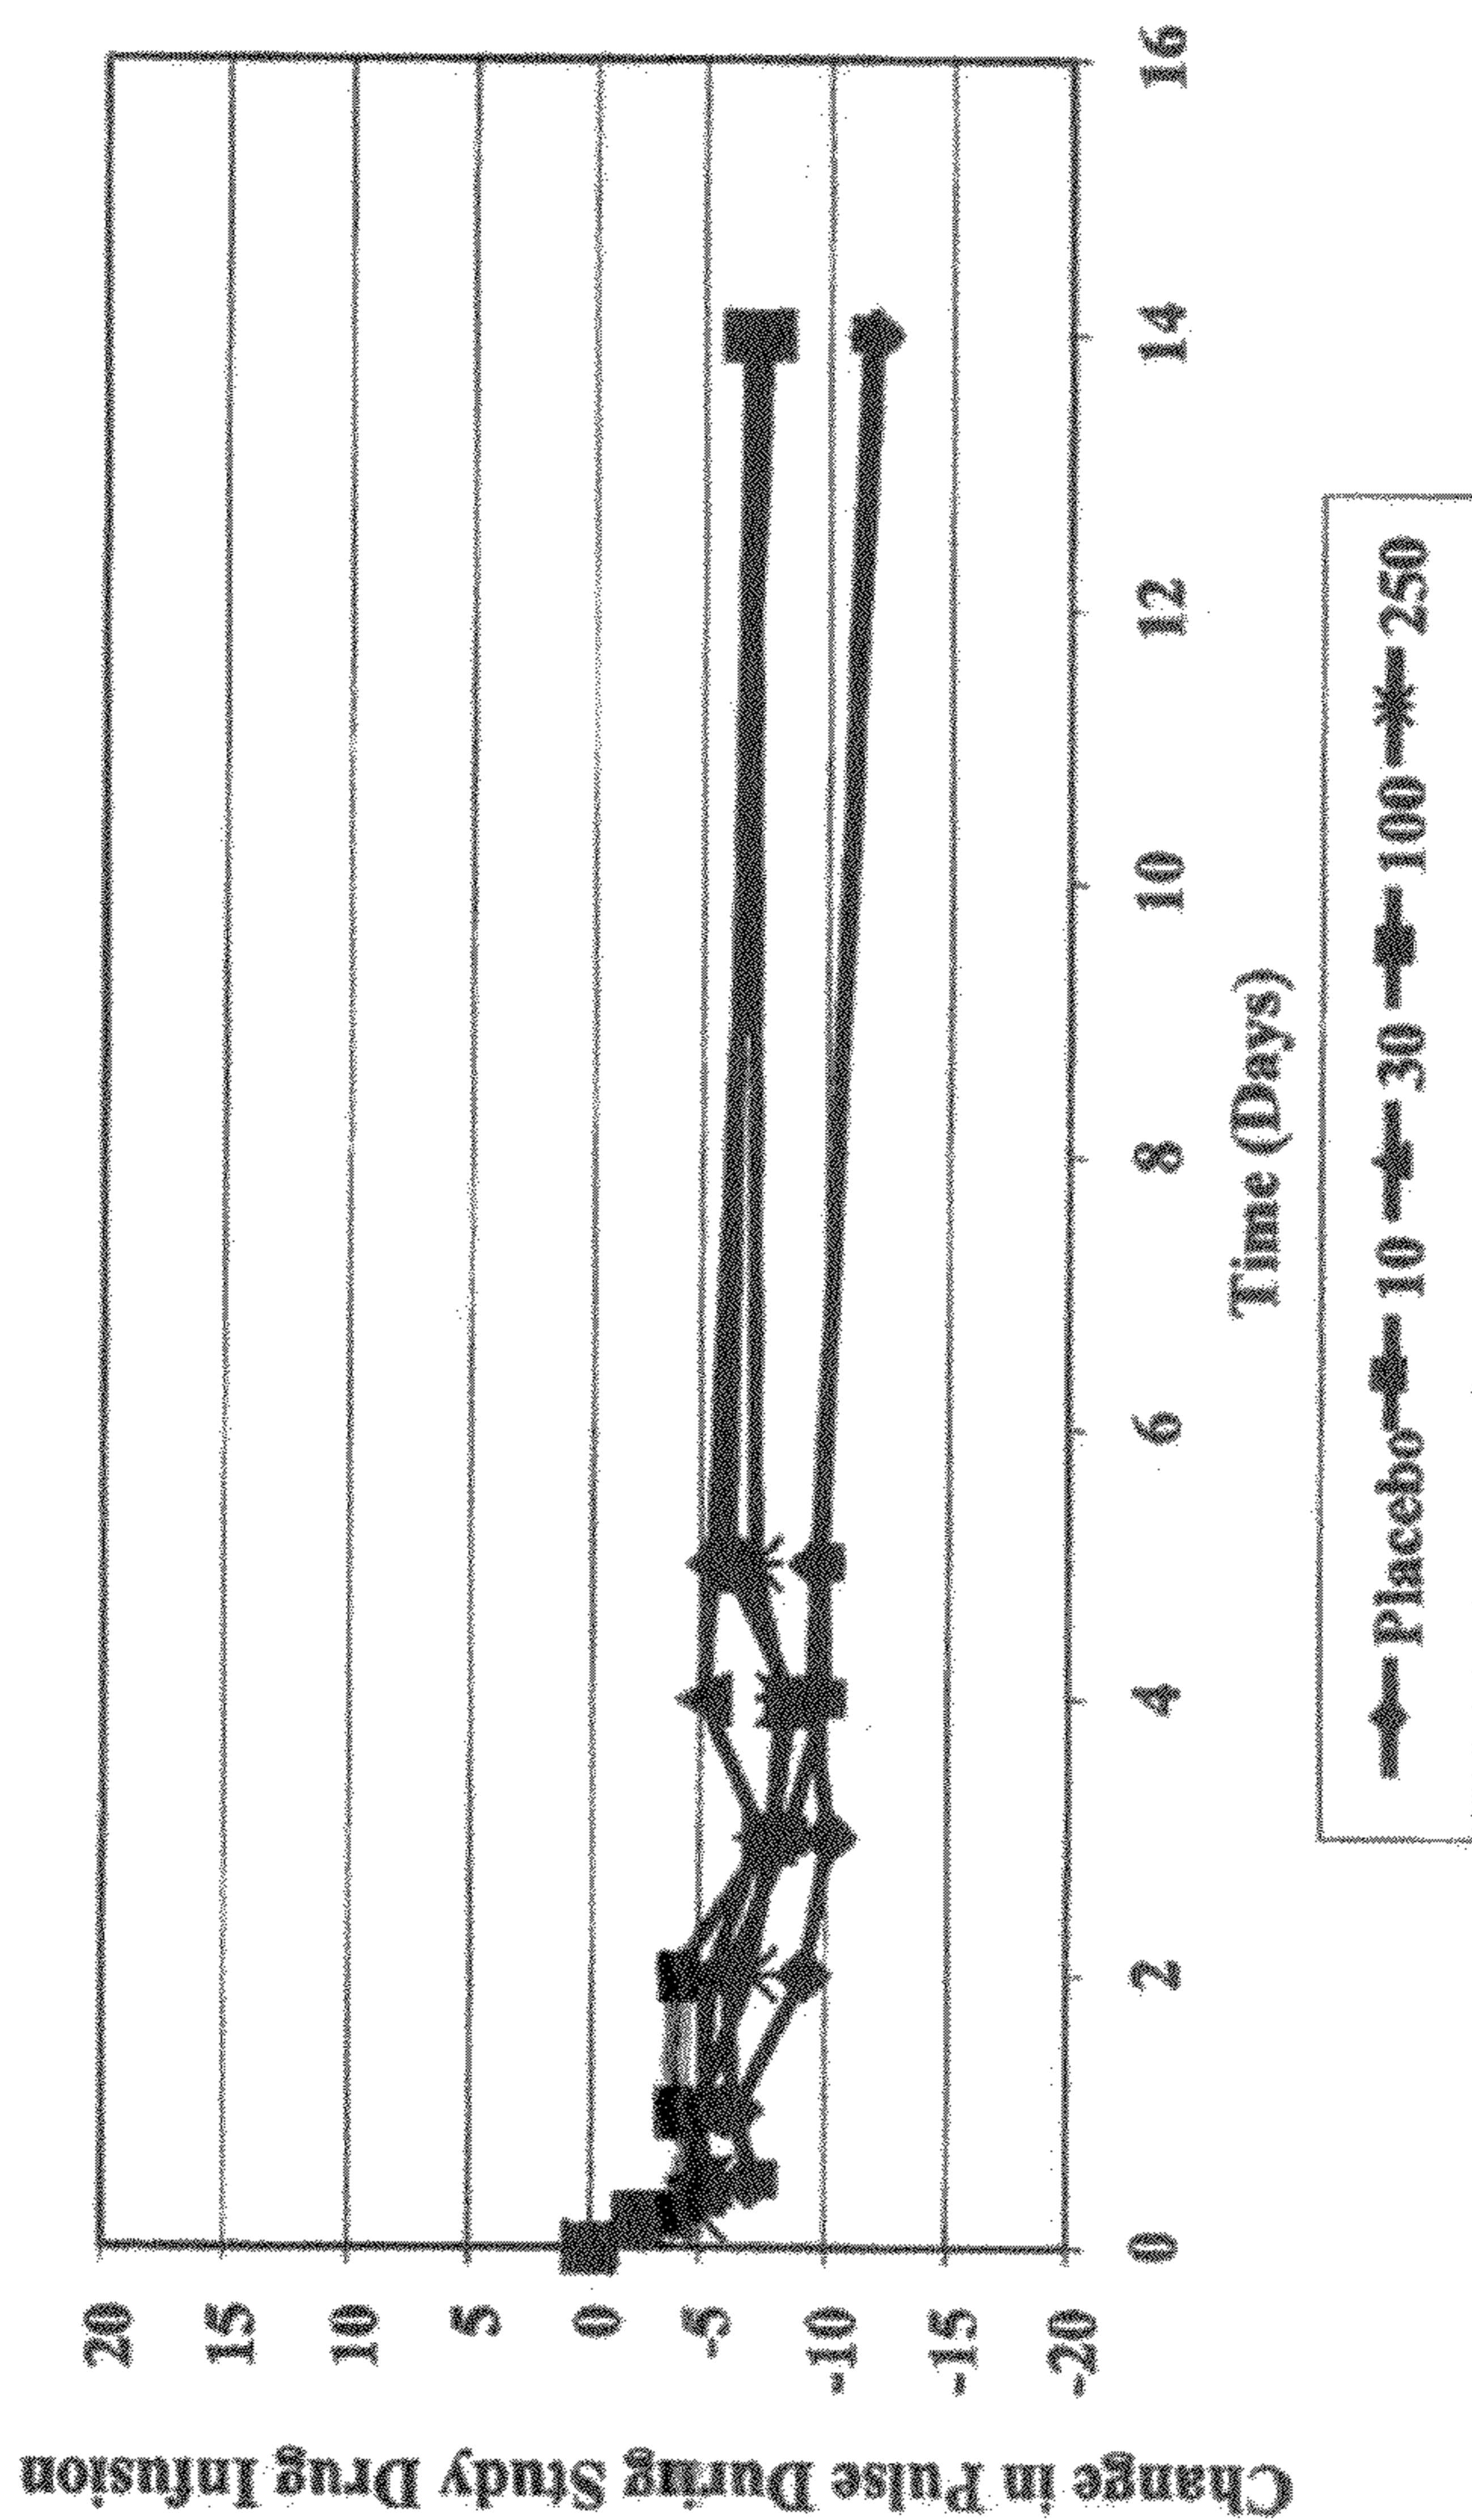 Change in Pulse During Study Drug Infusion
20
15
10
5
0
-5
-10
-15
-20
0 2 4 6 8 10 12 14 16
Time (Days)
Placebo 10 30 100 250